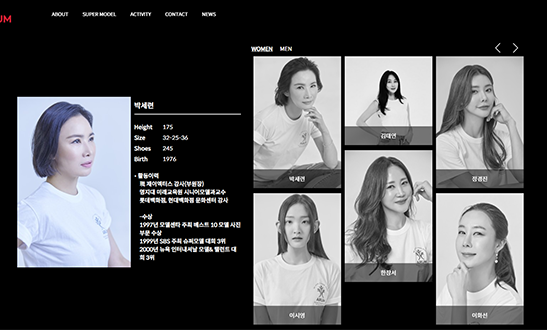 UM
ABOUT SUPER MODEL ACTIVITY CONTACT NEWS
WOMEN MEN
박세련
Height 175
Size 32-25-36
Shoes 245
Birth 1976
• 활동이력
現 제이액터스 강사(부원장)
명지대 미래교육원 시니어모델과교수
롯데백화점, 현대백화점 문화센터 강사
-수상
1997년 모델센타 주최 베스트 10 모델 사진
부문 수상
1999년 SBS 주최 슈퍼모델 대회 3위
2000년 뉴욕 인터내셔널 모델& 탤런트 대
회 3위
박세련
김태연
장경진
이시영
한장서
이화선